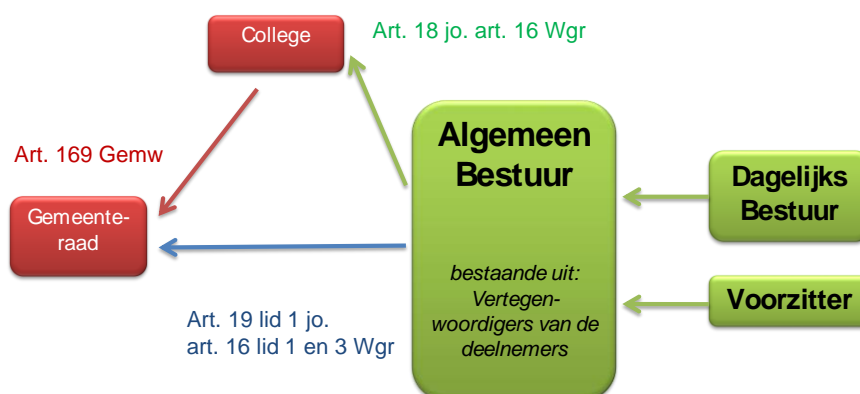 College
Art. 18 jo. art. 16 Wgr
Art. 169 Gemw
Gemeente-
raad
Algemeen
Bestuur
bestaande uit:
Vertegen-
woordigers van de
deelnemers
Dagelijks
Bestuur
Voorzitter
Art. 19 lid 1 jo.
art. 16 lid 1 en 3 Wgr